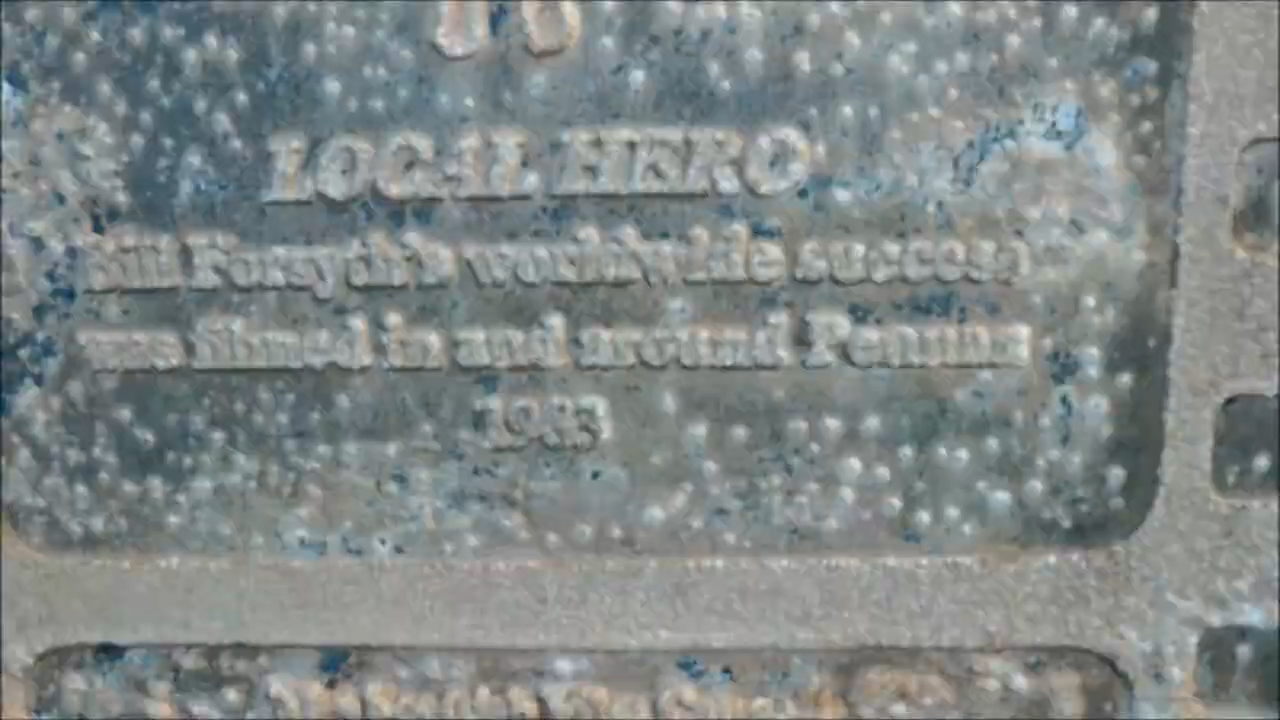 LOCAL HERO
Bill Forsyth's worldwide success
was filmed in and around Pennan
1983